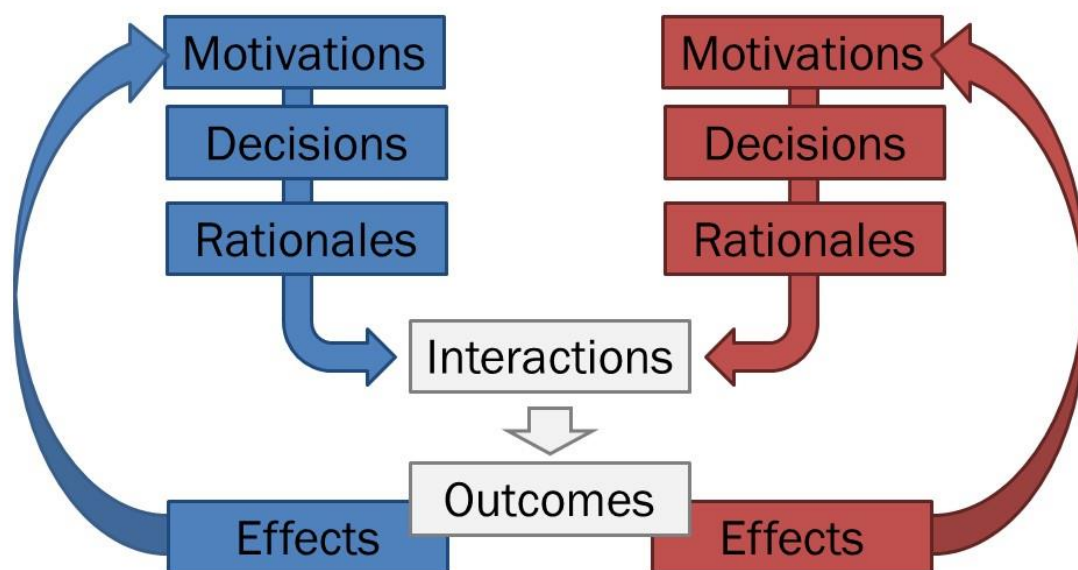 Motivations
Motivations
Decisions
Decisions
Rationales
Rationales
Interactions
Outcomes
Effects
Effects